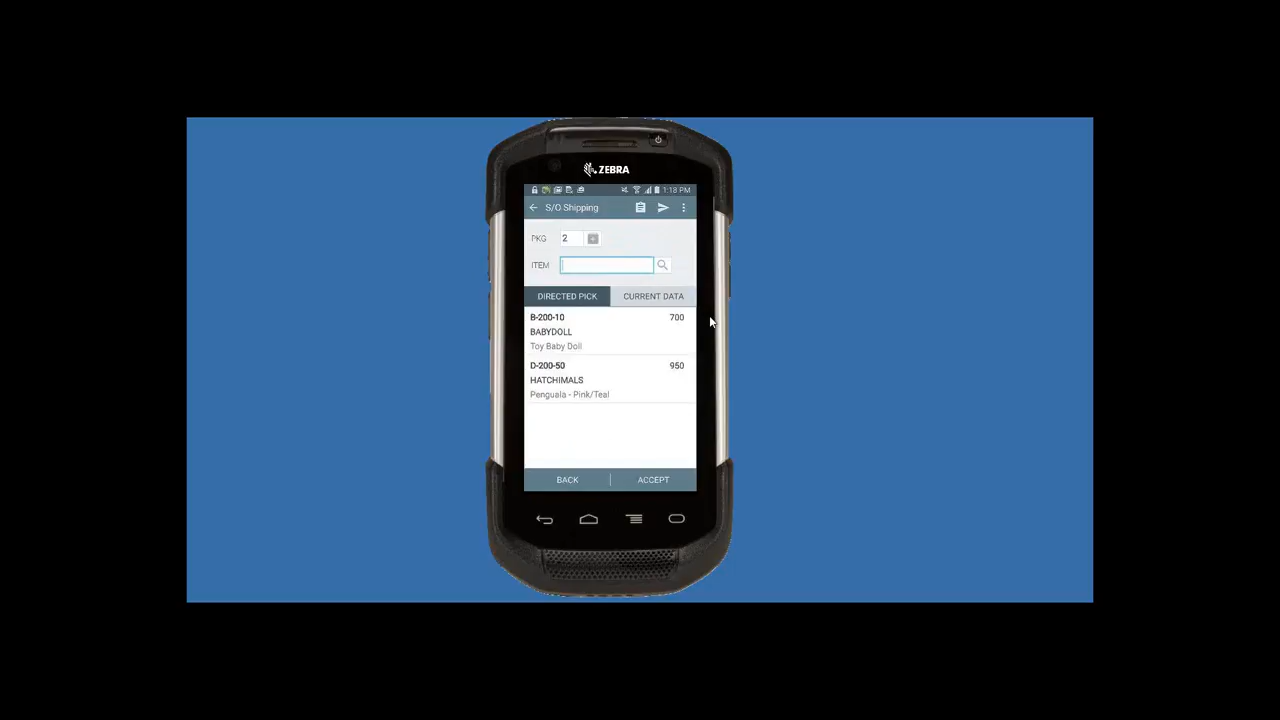 ZEBRA
1:18 PM
S/O Shipping
PKG 2
ITEM
DIRECTED PICK CURRENT DATA
B-200-10 700
BABYDOLL
Toy Baby Doll
D-200-50 950
HATCHIMALS
Penguala - Pink/Teal
BACK ACCEPT